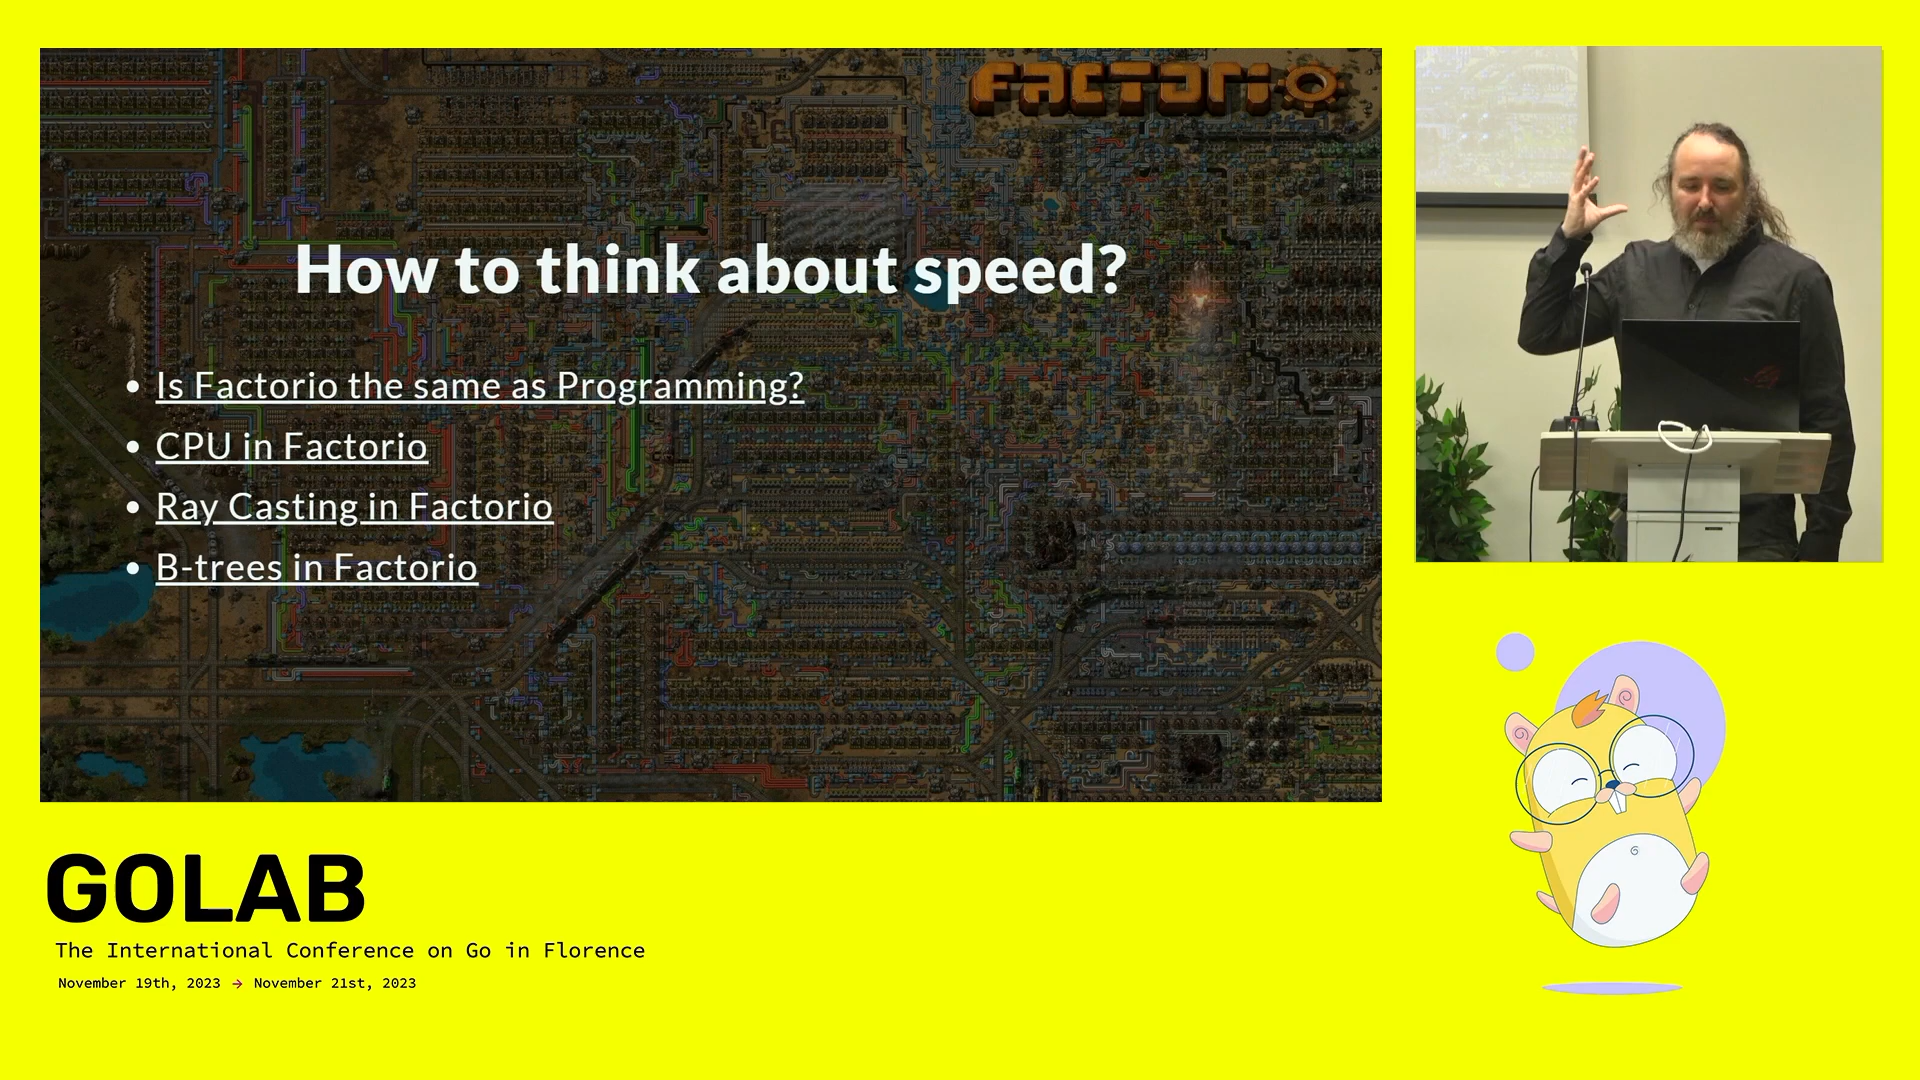 FACTORIO
How to think about speed?
• Is Factorio the same as Programming?
• CPU in Factorio
• Ray Casting in Factorio
• B-trees in Factorio
GOLAB
The International Conference on Go in Florence
November 19th, 2023 → November 21st, 2023